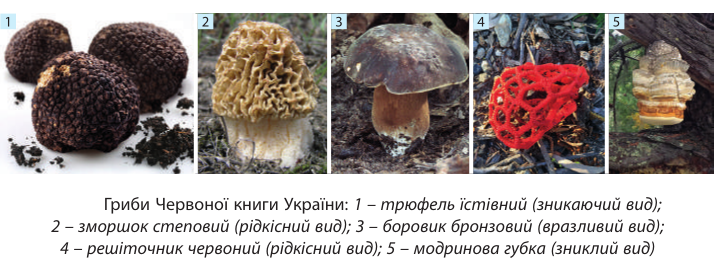 1 2 3 4 5
Гриби Червоної книги України: 1 – трюфель їстівний (зникаючий вид);
2 – зморшок степовий (рідкісний вид); 3 – боровик бронзовий (вразливий вид);
4 – решіточник червоний (рідкісний вид); 5 – модринова губка (зниклий вид)